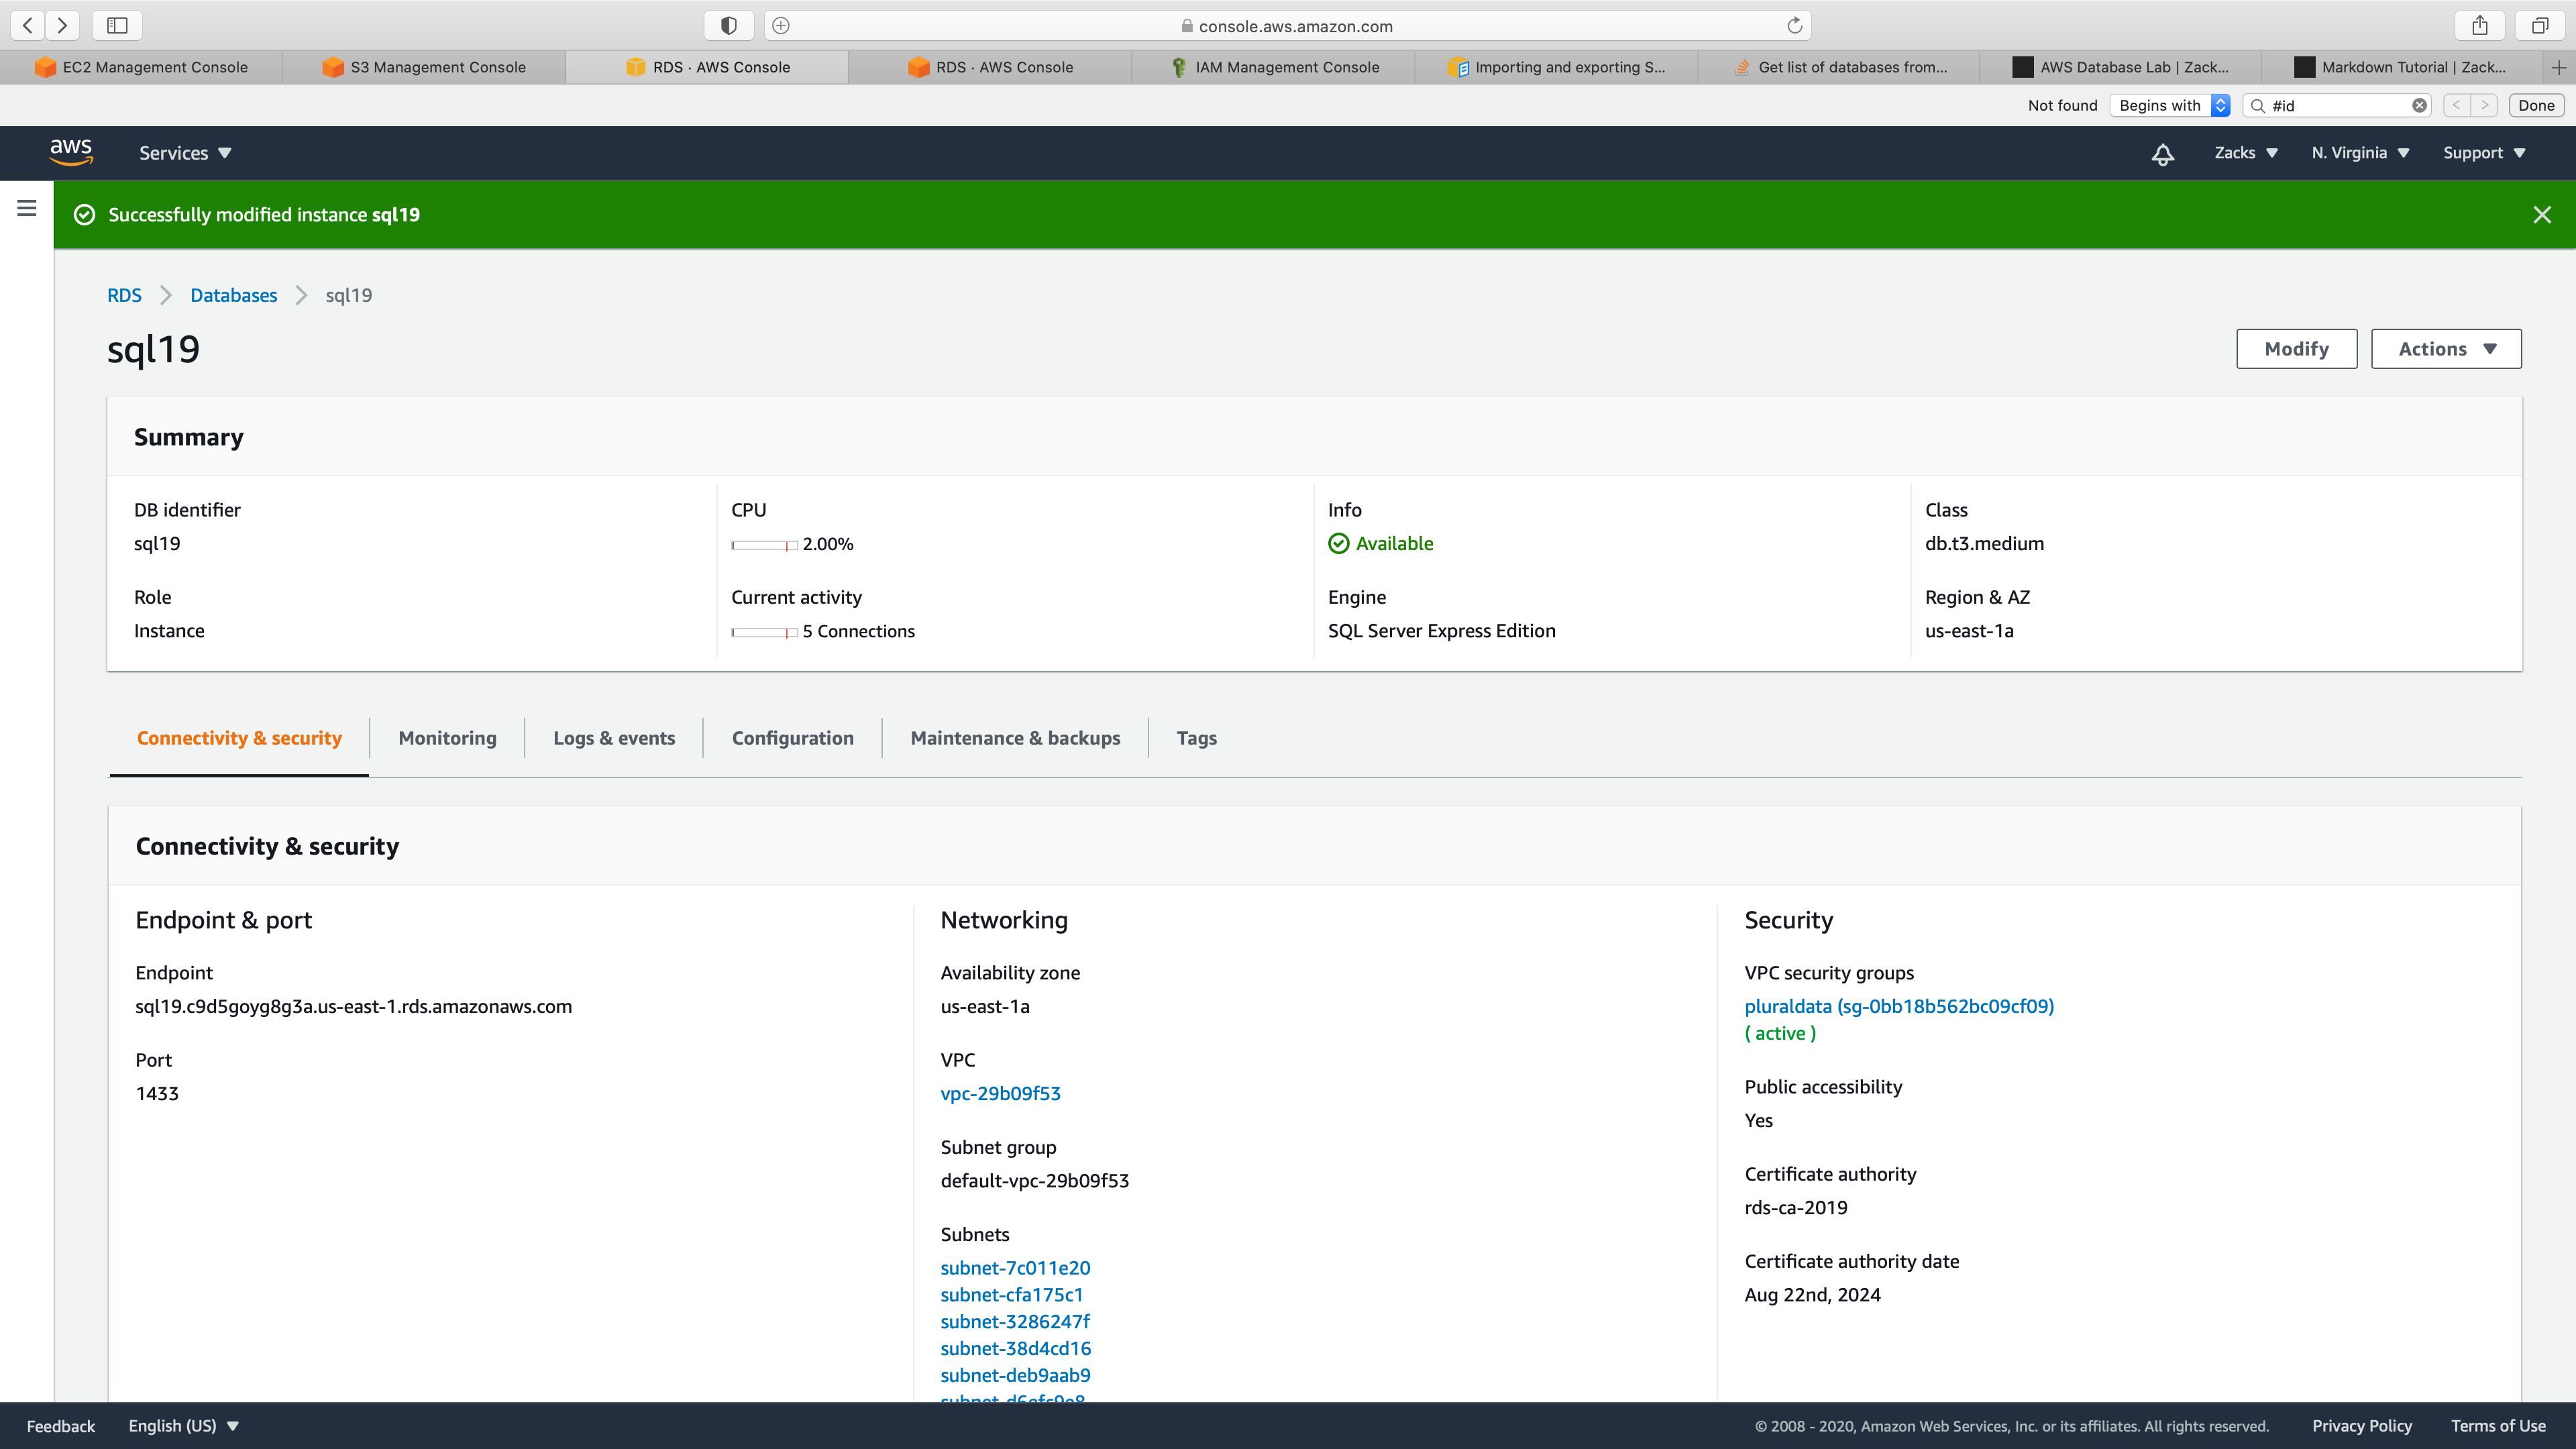 console.aws.amazon.com
EC2 Management Console
S3 Management Console
RDS · AWS Console
RDS · AWS Console
IAM Management Console
Importing and exporting S...
Get list of databases from...
AWS Database Lab | Zack...
Markdown Tutorial | Zack...
Not found
Begins with
#id
Done
aws
Services
Zacks
N. Virginia
Support
Successfully modified instance sql19
RDS
Databases
sql19
sql19
Modify
Actions
Summary
DB identifier
sql19
CPU
2.00%
Info
Available
Class
db.t3.medium
Role
Instance
Current activity
5 Connections
Engine
SQL Server Express Edition
Region & AZ
us-east-1a
Connectivity & security
Monitoring
Logs & events
Configuration
Maintenance & backups
Tags
Connectivity & security
Endpoint & port
Endpoint
sql19.c9d5goyg8g3a.us-east-1.rds.amazonaws.com
Port
1433
Networking
Availability zone
us-east-1a
VPC
vpc-29b09f53
Subnet group
default-vpc-29b09f53
Subnets
subnet-7c011e20
subnet-cfa175c1
subnet-3286247f
subnet-38d4cd16
subnet-deb9aab9
Security
VPC security groups
pluraldata (sg-0bb18b562bc09cf09)
( active )
Public accessibility
Yes
Certificate authority
rds-ca-2019
Certificate authority date
Aug 22nd, 2024
Feedback
English (US)
© 2008 - 2020, Amazon Web Services, Inc. or its affiliates. All rights reserved.
Privacy Policy
Terms of Use